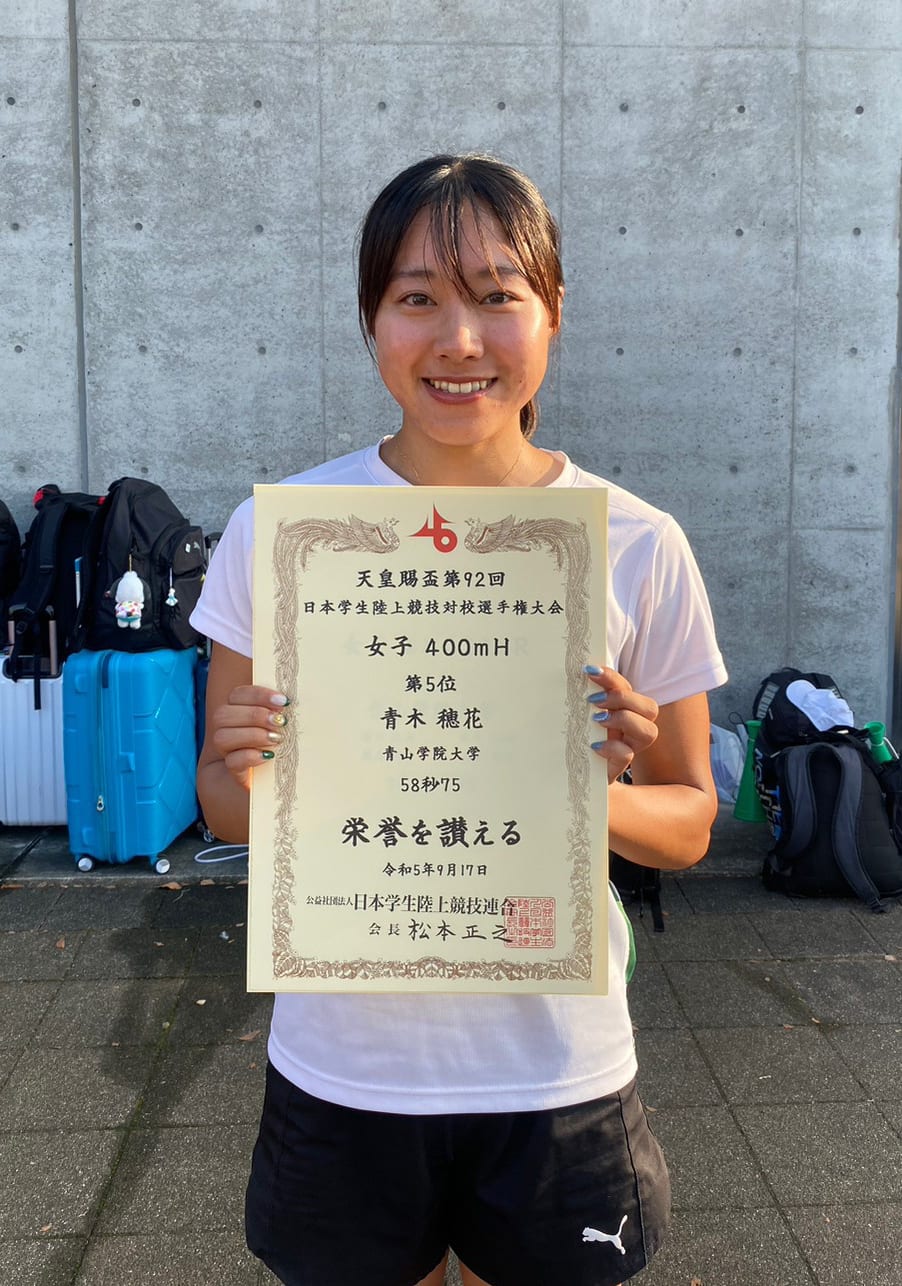 天皇賜盃第92回
日本学生陸上競技対校選手権大会
女子 400mH
第5位
青木 穂花
青山学院大学
58秒75
栄誉を讃える
令和5年9月17日
公益社団法人日本学生陸上競技連合
会長 松本正之